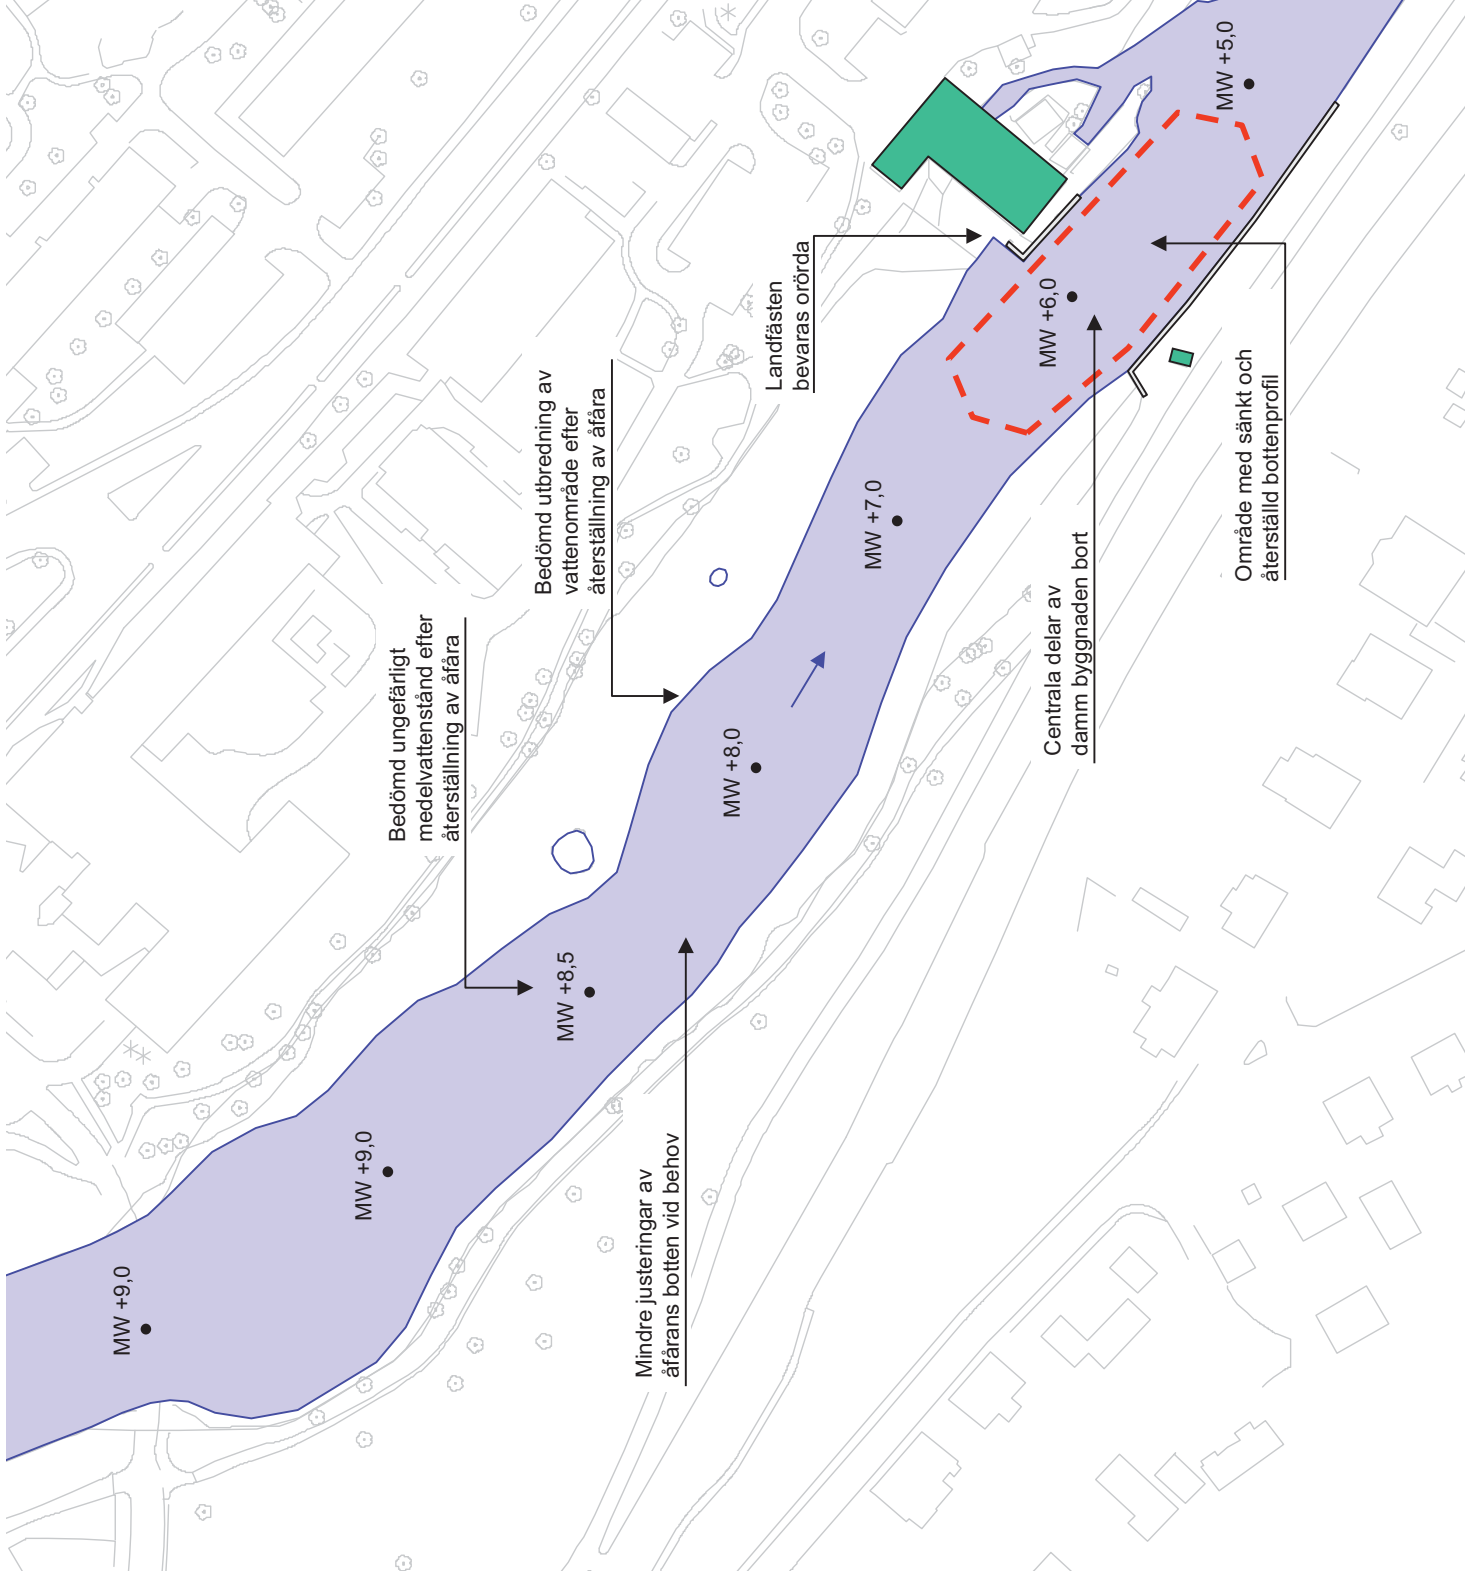 MW +9,0
MW +9,0
Bedömd ungefärligt
medelvattenstånd efter
återställning av åfåra
MW +8,5
Bedömd utbredning av
vattenområde efter
återställning av åfåra
Mindre justeringar av
åfårans botten vid behov
MW +8,0
Landfästen
bevaras orörda
MW +7,0
MW +6,0
Centrala delar av
damm byggnaden bort
MW +5,0
Område med sänkt och
återställd bottenprofil